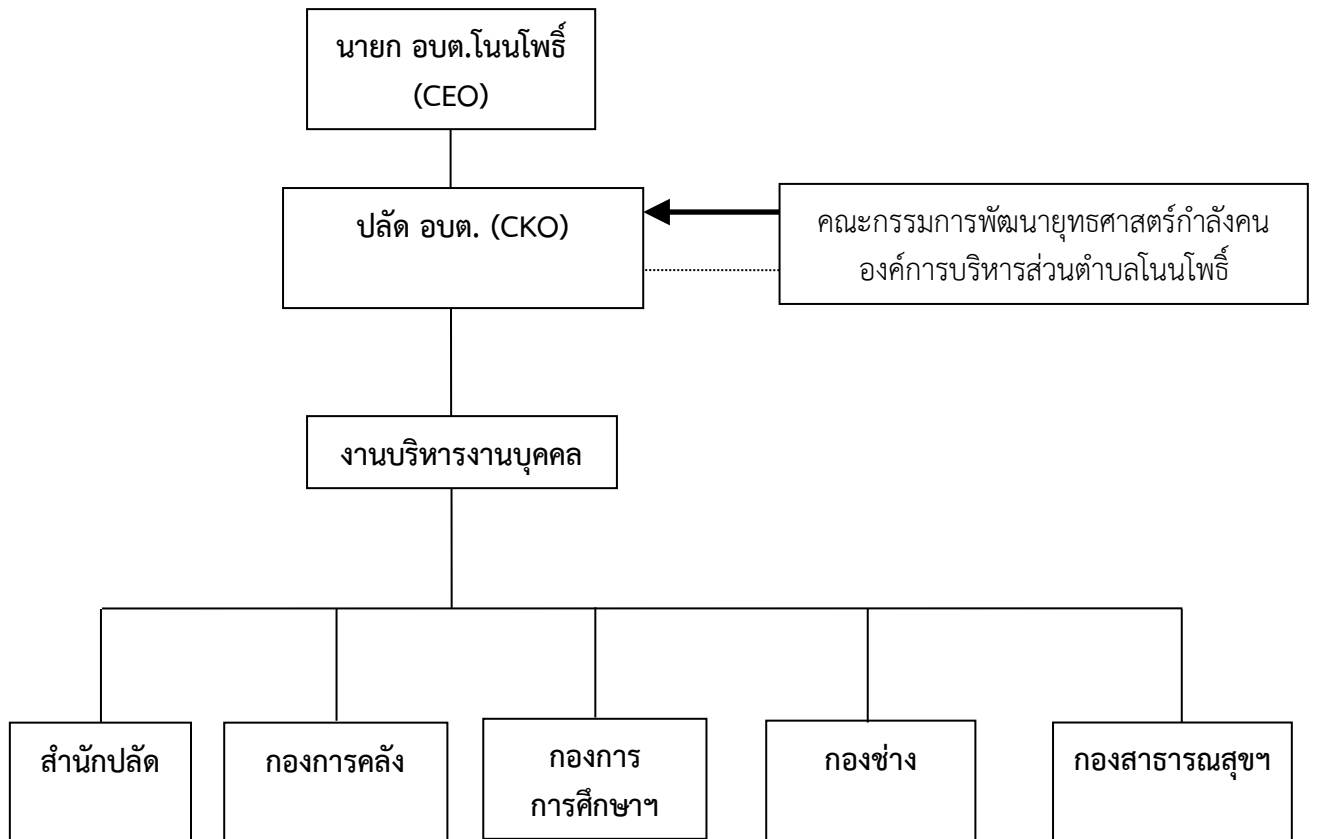 นายก อบต.โนนโพธิ์
(CEO)
ปลัด อบต. (CKO)
คณะกรรมการพัฒนายุทธศาสตร์กำลังคน
องค์การบริหารส่วนตำบลโนนโพธิ์
งานบริหารงานบุคคล
สำนักปลัด
กองการคลัง
กองการ
การศึกษาฯ
กองช่าง
กองสาธารณสุขฯ